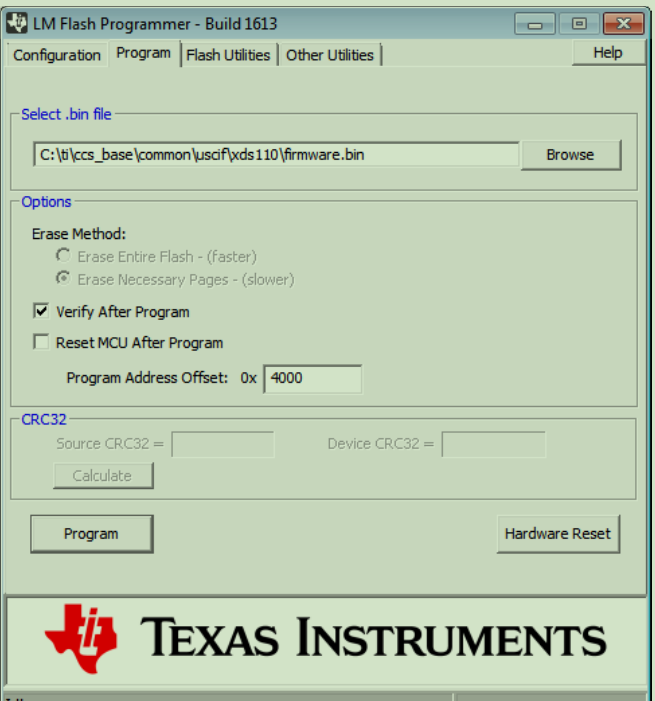 LM Flash Programmer - Build 1613
Configuration Program Flash Utilities Other Utilities Help
Select .bin file
C:\ti\ccs_base\common\uscif\xds110\firmware.bin Browse
Options
Erase Method:
Erase Entire Flash - (faster)
Erase Necessary Pages - (slower)
Verify After Program
Reset MCU After Program
Program Address Offset: 0x 4000
CRC32
Source CRC32 = Device CRC32 =
Calculate
Program Hardware Reset
TEXAS INSTRUMENTS